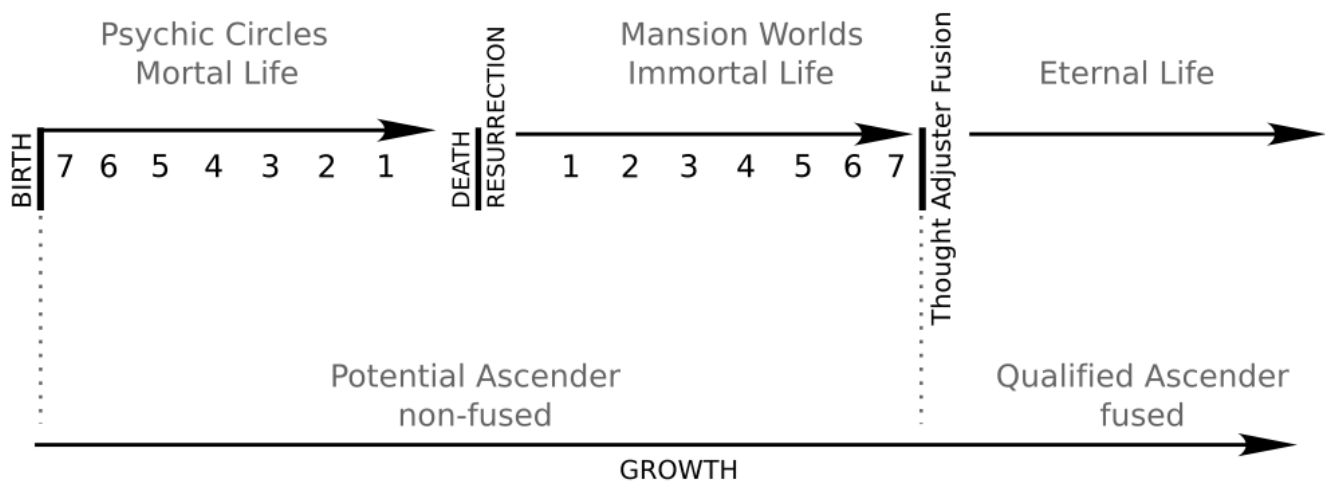 Psychic Circles
Mortal Life
Mansion Worlds
Immortal Life
Eternal Life
BIRTH
7 6 5 4 3 2 1
DEATH
RESURRECTION
1 2 3 4 5 6 7
Thought Adjuster Fusion
Potential Ascender
non-fused
Qualified Ascender
fused
GROWTH